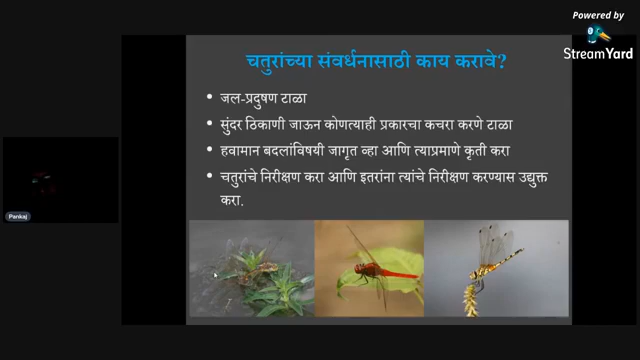 Powered by
StreamYard
चतुरांच्या संवर्धनासाठी काय करावे?
• जल-प्रदुषण टाळा
• सुंदर ठिकाणी जाऊन कोणत्याही प्रकारचा कचरा करणे टाळा
• हवामान बदलांविषयी जागृत व्हा आणि त्याप्रमाणे कृती करा
• चतुरांचे निरीक्षण करा आणि इतरांना त्यांचे निरीक्षण करण्यास उद्युक्त
करा.
Pankaj